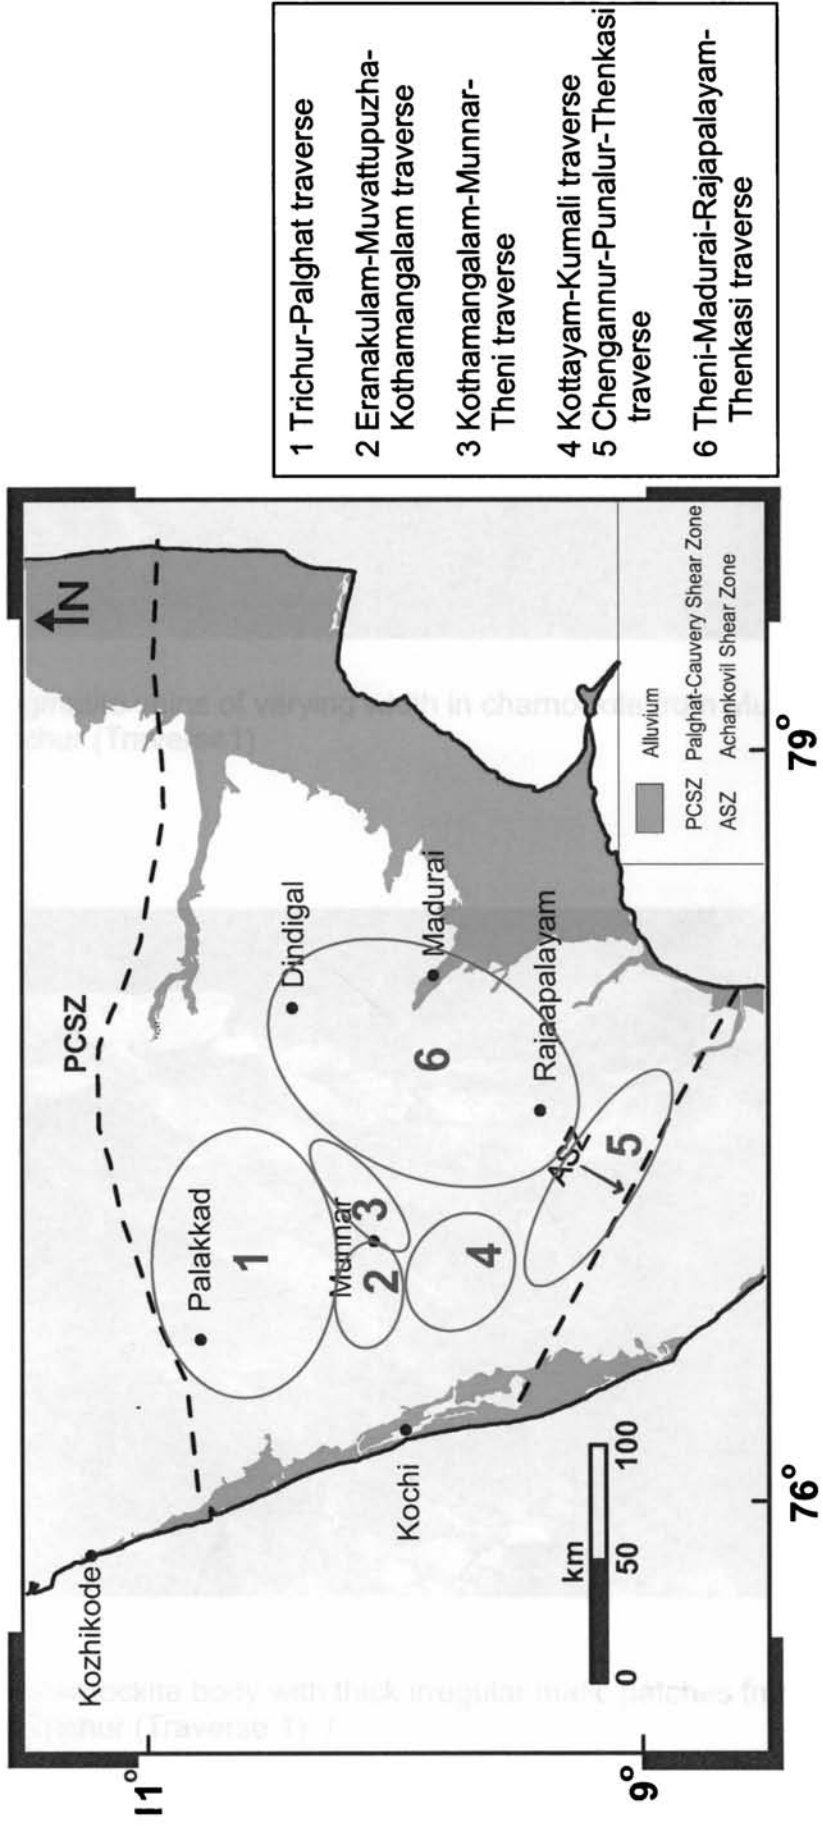 Kozhikode
Palakkad
PCSZ
N
Dindigal
Munnar
Madurai
Rajaapalayam
Kochi
ASZ
1
2
3
4
5
6
km
0 50 100
11°
9°
76°
79°
Alluvium
PCSZ Palghat-Cauvery Shear Zone
ASZ Achankovil Shear Zone
1 Trichur-Palghat traverse
2 Eranakulam-Muvattupuzha-
Kothamangalam traverse
3 Kothamangalam-Munnar-
Theni traverse
4 Kottayam-Kumali traverse
5 Chengannur-Punalur-Thenkasi
traverse
6 Theni-Madurai-Rajapalayam-
Thenkasi traverse